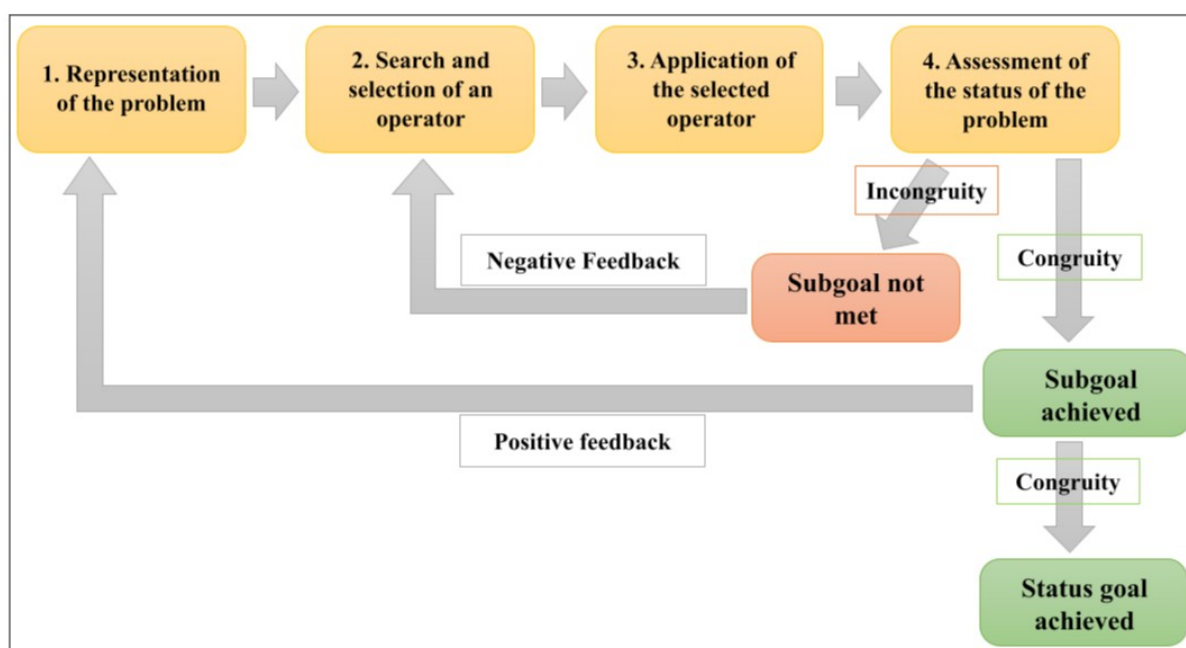 1. Representation
of the problem
2. Search and
selection of an
operator
3. Application of
the selected
operator
4. Assessment of
the status of the
problem
Incongruity
Negative Feedback
Subgoal not
met
Congruity
Subgoal
achieved
Positive feedback
Congruity
Status goal
achieved